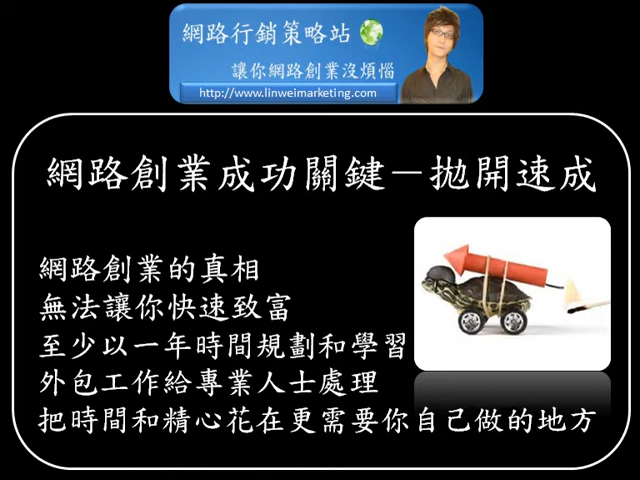 網路行銷策略站
讓你網路創業沒煩惱
http://www.linweimarketing.com
網路創業成功關鍵－拋開速成
網路創業的真相
無法讓你快速致富
至少以一年時間規劃和學習
外包工作給專業人士處理
把時間和精心花在更需要你自己做的地方